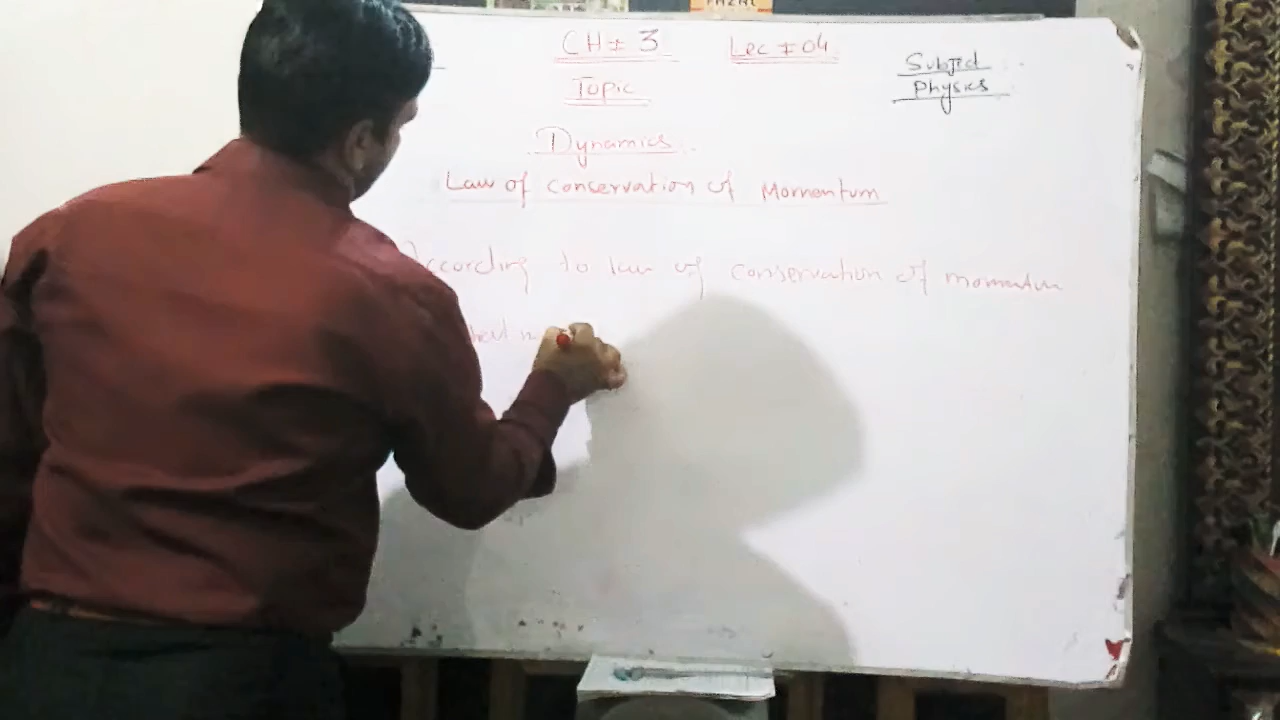 CH # 3 Lec # 04
Subject
Physics
Topic
Dynamics
Law of conservation of Momentum
According to law of conservation of momentum